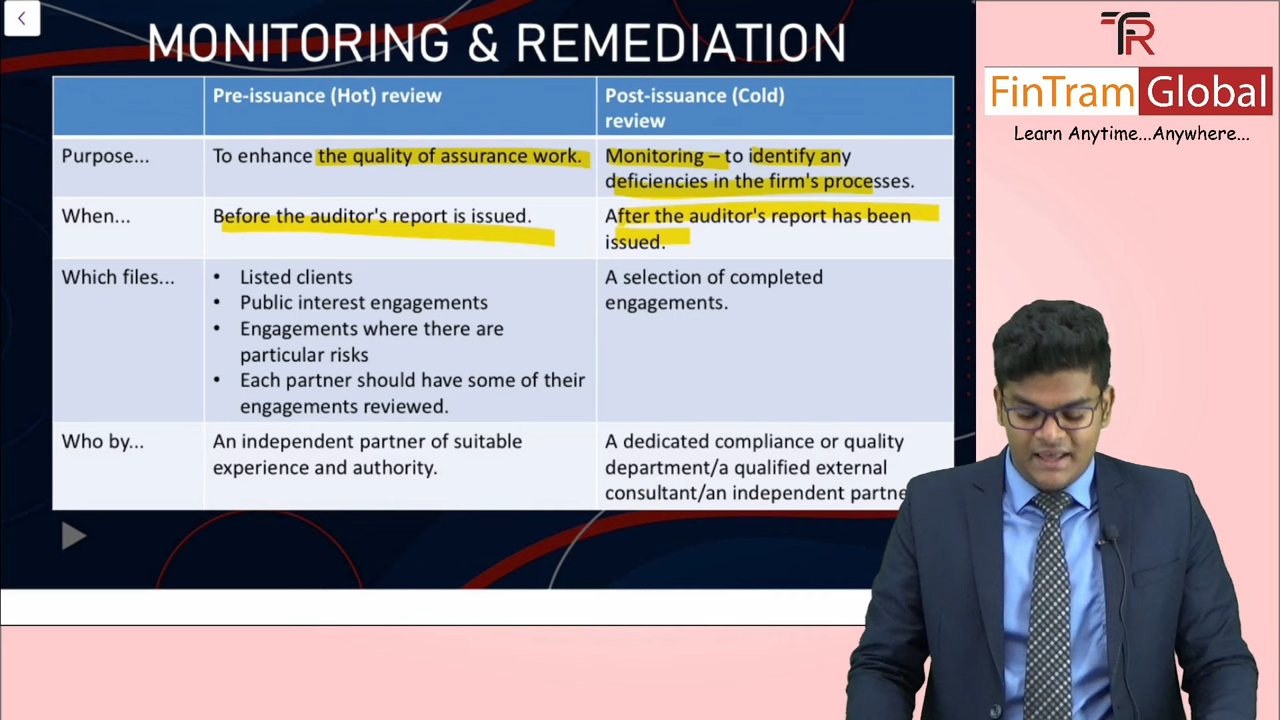 MONITORING & REMEDIATION
Pre-issuance (Hot) review
Post-issuance (Cold)
review
Purpose...
To enhance the quality of assurance work.
Monitoring – to identify any
deficiencies in the firm's processes.
When...
Before the auditor's report is issued.
After the auditor's report has been
issued.
Which files...
• Listed clients
• Public interest engagements
• Engagements where there are
particular risks
• Each partner should have some of their
engagements reviewed.
A selection of completed
engagements.
Who by...
An independent partner of suitable
experience and authority.
A dedicated compliance or quality
department/a qualified external
consultant/an independent partne
FinTram Global
Learn Anytime...Anywhere...